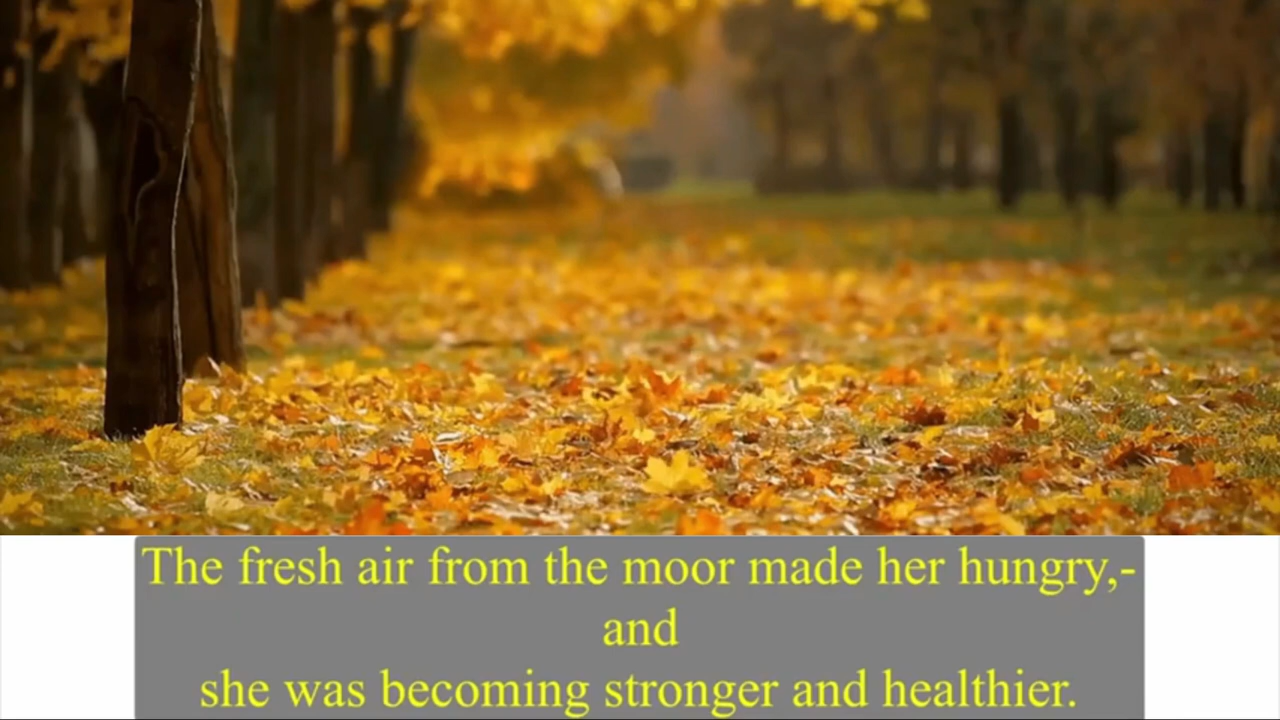 The fresh air from the moor made her hungry,-
and
she was becoming stronger and healthier.